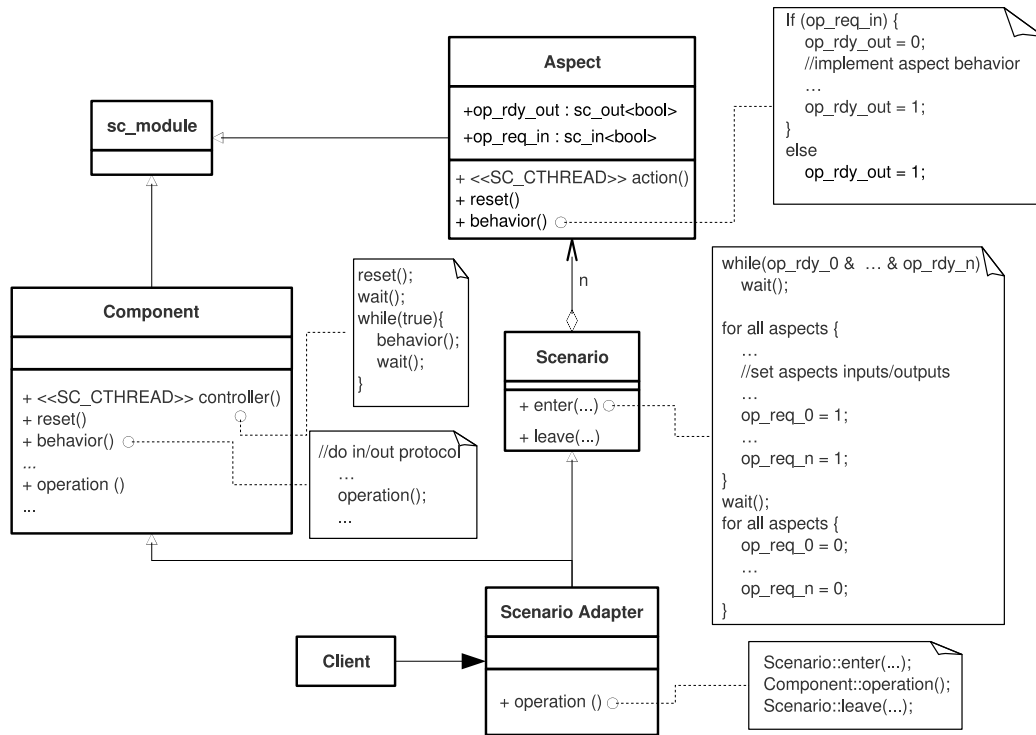 Aspect
+op_rdy_out : sc_out<bool>
+op_req_in : sc_in<bool>
+ <<SC_CTHREAD>> action()
+ reset()
+ behavior()
If (op_req_in) {
op_rdy_out = 0;
//implement aspect behavior
...
op_rdy_out = 1;
}
else
op_rdy_out = 1;
sc_module
n
Component
+ <<SC_CTHREAD>> controller()
+ reset()
+ behavior()
...
+ operation ()
...
reset();
wait();
while(true){
behavior();
wait();
}
//do in/out protocol
...
operation();
...
Scenario
+ enter(...)
+ leave(...)
while(op_rdy_0 & ... & op_rdy_n)
wait();
for all aspects {
...
//set aspects inputs/outputs
...
op_req_0 = 1;
...
op_req_n = 1;
}
wait();
for all aspects {
op_req_0 = 0;
...
op_req_n = 0;
}
Scenario Adapter
+ operation ()
Client
Scenario::enter(...);
Component::operation();
Scenario::leave(...);